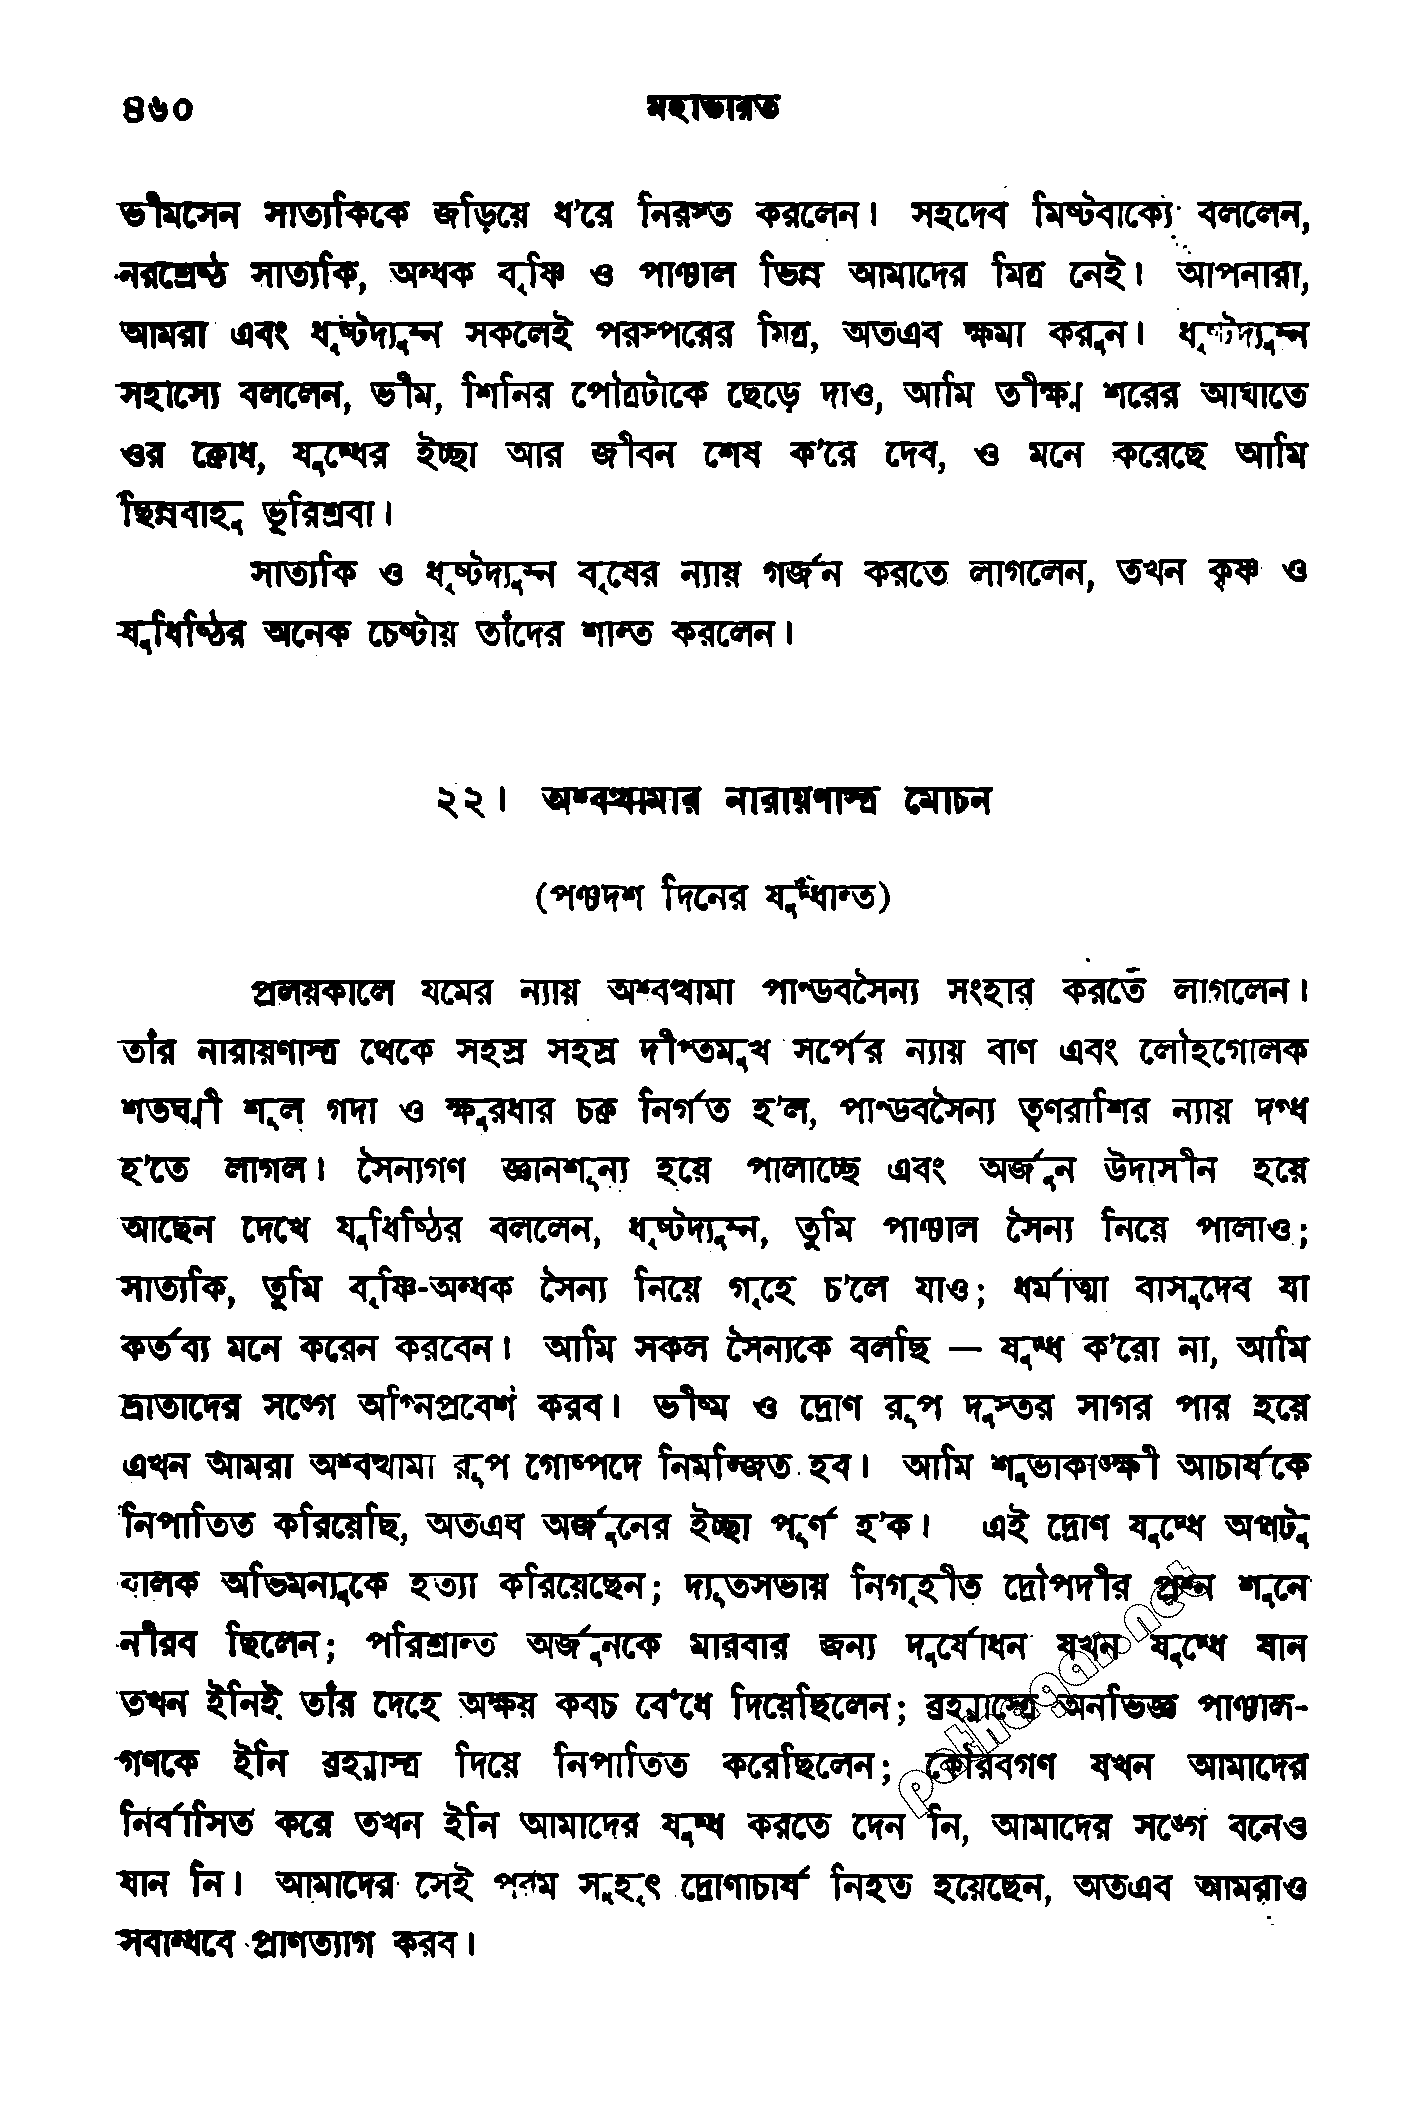 ৪৬০ মহাভারত
ভীমসেন সাত্যকিকে জড়িয়ে ধ'রে নিরস্ত করলেন। সহদেব মিষ্টবাক্যে বললেন,
নরশ্রেষ্ঠ সাত্যকি, অন্ধক বৃষ্ণি ও পাঞ্চাল ভিন্ন আমাদের মিত্র নেই। আপনারা,
আমরা এবং ধৃষ্টদ্যুম্ন সকলেই পরস্পরের মিত্র, অতএব ক্ষমা করুন। ধৃষ্টদ্যুম্ন
সহাস্যে বললেন, ভীম, শিনির পৌত্রটাকে ছেড়ে দাও, আমি তীক্ষ্ণ শরের আঘাতে
ওর ক্রোধ, যুদ্ধের ইচ্ছা আর জীবন শেষ ক'রে দেব, ও মনে করেছে আমি
ছিন্নবাহু ভূরিশ্রবা।
সাত্যকি ও ধৃষ্টদ্যুম্ন বৃষের ন্যায় গর্জন করতে লাগলেন, তখন কৃষ্ণ ও
যুধিষ্ঠির অনেক চেষ্টায় তাঁদের শান্ত করলেন।
২২। অশ্বত্থামার নারায়ণাস্ত্র মোচন
(পঞ্চদশ দিনের যুদ্ধান্ত)
প্রলয়কালে যমের ন্যায় অশ্বত্থামা পাণ্ডবসৈন্য সংহার করতে লাগলেন।
তাঁর নারায়ণাস্ত্র থেকে সহস্র সহস্র দীপ্তমুখ সর্পের ন্যায় বাণ এবং লৌহগোলক
শতঘ্নী শূল গদা ও ক্ষুরধার চক্র নির্গত হ'ল, পাণ্ডবসৈন্য তৃণরাশির ন্যায় দগ্ধ
হ'তে লাগল। সৈন্যগণ জ্ঞানশূন্য হয়ে পালাচ্ছে এবং অর্জুন উদাসীন হয়ে
আছেন দেখে যুধিষ্ঠির বললেন, ধৃষ্টদ্যুম্ন, তুমি পাঞ্চাল সৈন্য নিয়ে পালাও;
সাত্যকি, তুমি বৃষ্ণি-অন্ধক সৈন্য নিয়ে গৃহে চ'লে যাও; ধর্মাত্মা বাসুদেব যা
কর্তব্য মনে করেন করবেন। আমি সকল সৈন্যকে বলছি — যুদ্ধ ক'রো না, আমি
ভ্রাতাদের সঙ্গে অগ্নিপ্রবেশ করব। ভীষ্ম ও দ্রোণ রূপ দুস্তর সাগর পার হয়ে
এখন আমরা অশ্বত্থামা রূপ গোষ্পদে নিমজ্জিত হব। আমি শুভাকাঙ্ক্ষী আচার্যকে
নিপাতিত করিয়েছি, অতএব অর্জুনের ইচ্ছা পূর্ণ হ'ক। এই দ্রোণ যুদ্ধে অপটু
বালক অভিমন্যুকে হত্যা করিয়েছেন; দ্যূতসভায় নিগৃহীত দ্রৌপদীর প্রশ্ন শুনে
নীরব ছিলেন; পরিশ্রান্ত অর্জুনকে মারবার জন্য দুর্যোধন যখন যুদ্ধে যান
তখন ইনিই তাঁর দেহে অক্ষয় কবচ বেঁধে দিয়েছিলেন; ব্রহ্মাস্ত্রে অনভিজ্ঞ পাঞ্চাল-
গণকে ইনি ব্রহ্মাস্ত্র দিয়ে নিপাতিত করেছিলেন; কৌরবগণ যখন আমাদের
নির্বাসিত করে তখন ইনি আমাদের যুদ্ধ করতে দেন নি, আমাদের সঙ্গে বনেও
যান নি। আমাদের সেই পরম সুহৃৎ দ্রোণাচার্য নিহত হয়েছেন, অতএব আমরাও
সবান্ধবে প্রাণত্যাগ করব।
pathagar.net